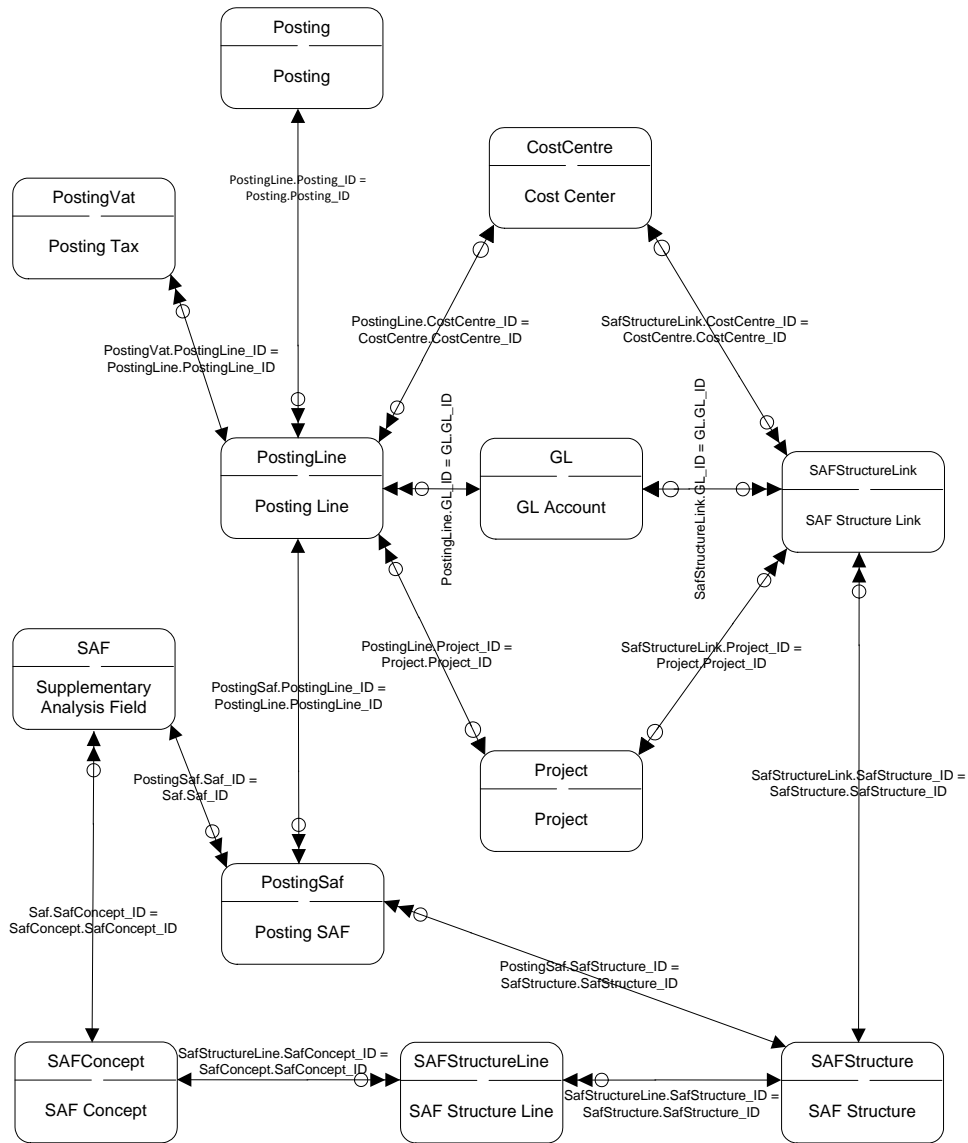 Posting
Posting
PostingLine.Posting_ID =
Posting.Posting_ID
CostCentre
Cost Center
PostingVat
Posting Tax
PostingVat.PostingLine_ID =
PostingLine.PostingLine_ID
PostingLine.CostCentre_ID =
CostCentre.CostCentre_ID
SafStructureLink.CostCentre_ID =
CostCentre.CostCentre_ID
PostingLine
Posting Line
PostingLine.GL_ID = GL.GL_ID
GL
GL Account
SafStructureLink.GL_ID = GL.GL_ID
SAFStructureLink
SAF Structure Link
SAF
Supplementary
Analysis Field
PostingSaf.PostingLine_ID =
PostingLine.PostingLine_ID
PostingLine.Project_ID =
Project.Project_ID
SafStructureLink.Project_ID =
Project.Project_ID
PostingSaf.Saf_ID =
Saf.Saf_ID
Project
Project
SafStructureLink.SafStructure_ID =
SafStructure.SafStructure_ID
Saf.SafConcept_ID =
SafConcept.SafConcept_ID
PostingSaf
Posting SAF
PostingSaf.SafStructure_ID =
SafStructure.SafStructure_ID
SAFConcept
SAF Concept
SafStructureLine.SafConcept_ID =
SafConcept.SafConcept_ID
SAFStructureLine
SAF Structure Line
SafStructureLine.SafStructure_ID =
SafStructure.SafStructure_ID
SAFStructure
SAF Structure